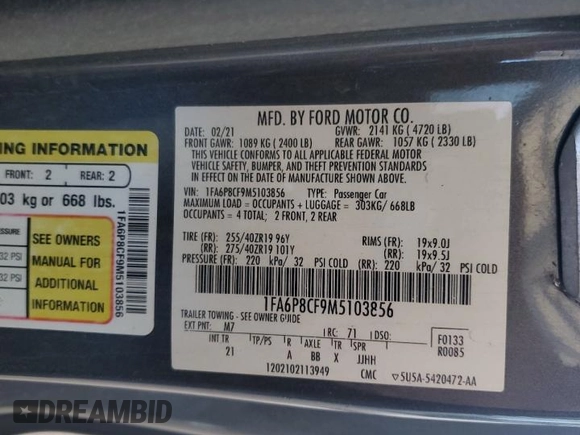 MFD. BY FORD MOTOR CO.
02/21 GVWR: 2141 KG ( 4720 LB)
FRONT GAWR: 1089 KG ( 2400 LB) REAR GAWR: 1057 KG ( 2330 LB)
THIS VEHICLE CONFORMS TO ALL APPLICABLE FEDERAL MOTOR
VEHICLE SAFETY, BUMPER, AND THEFT PREVENTION STANDARDS
IN EFFECT ON THE DATE OF MANUFACTURE SHOWN ABOVE.
VIN: 1FA6P8CF9M5103856 TYPE: Passenger Car
MAXIMUM LOAD = OCCUPANTS + LUGGAGE = 303KG/ 668LB
OCCUPANTS = 4 TOTAL; 2 FRONT, 2 REAR
TIRE (FR): 255/40ZR19 96Y RIMS (FR): 19x9.0J
(RR): 275/40ZR19 101Y (RR): 19x9.5J
PRESSURE (FR): 220 kPa/ 32 PSI COLD (RR): 220 kPa/ 32 PSI COLD
1FA6P8CF9M5103856
TRAILER TOWING - SEE OWNER GUIDE
EXT PNT: M7 RC: 71 DSO: F0133
INT TR TP/PS R AXLE TR SPR R0085
21 A BB X JJHH
1202102113949 CMC 5U5A-5420472-AA
ING INFORMATION
FRONT: 2 REAR: 2
03 kg or 668 lbs.
SEE OWNERS
MANUAL FOR
ADDITIONAL
INFORMATION
32 PSI
32 PSI
1FA6P8CF9M5103856
DREAMBID